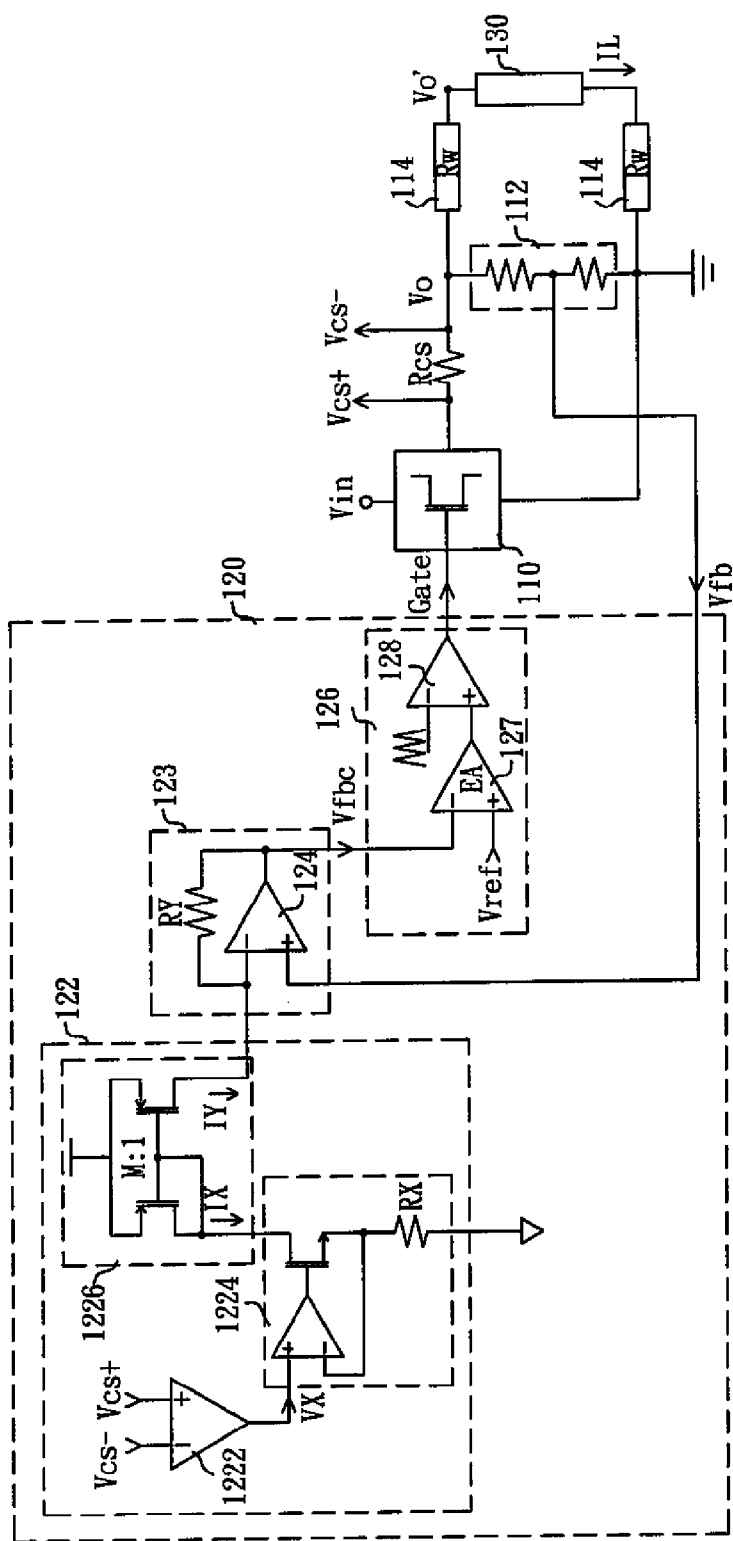 120
122
1226
M:1
IX
IY
Vcs-
Vcs+
1222
VX
1224
RX
123
RY
124
Vfbc
126
Vref
EA
127
128
Gate
110
Vin
Vcs+
Vcs-
Rcs
Vo
112
114
Rw
114
Rw
Vo'
130
IL
Vfb